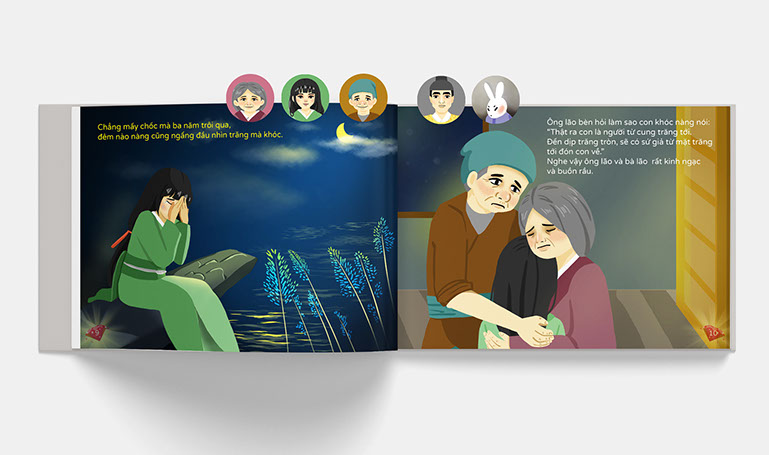 Chẳng mấy chốc mà ba năm trôi qua,
đêm nào nàng cũng ngẩng đầu nhìn trăng mà khóc.
Ông lão bèn hỏi làm sao con khóc nàng nói:
"Thật ra con là người từ cung trăng tới.
Đến dịp trăng tròn, sẽ có sứ giả từ mặt trăng
tới đón con về."
Nghe vậy ông lão và bà lão rất kinh ngạc
và buồn rầu.